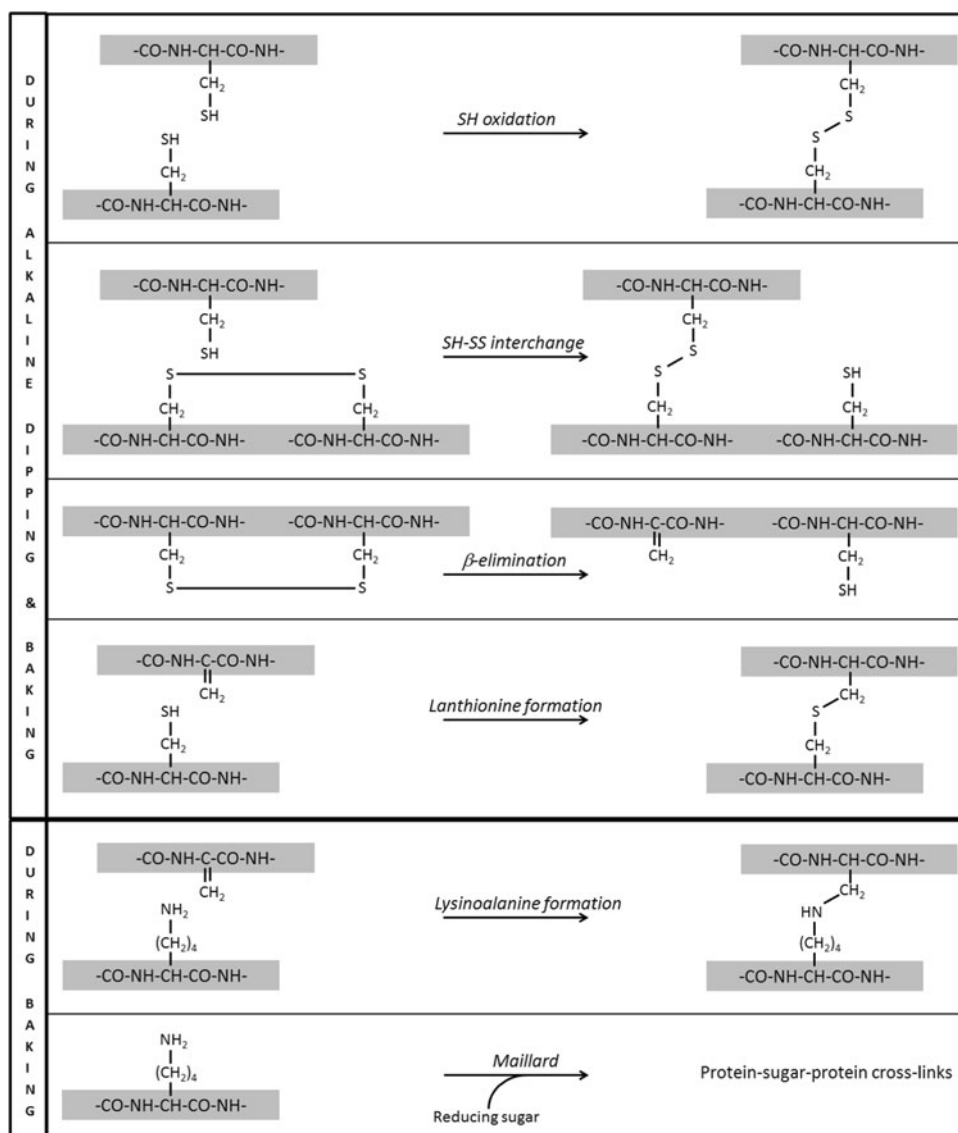 DURING ALKALINE DIPPING & BAKING
-CO-NH-CH-CO-NH-
CH2
SH
SH
CH2
-CO-NH-CH-CO-NH-
SH oxidation
-CO-NH-CH-CO-NH-
CH2
S
S
CH2
-CO-NH-CH-CO-NH-
-CO-NH-CH-CO-NH-
CH2
SH
S S
CH2 CH2
-CO-NH-CH-CO-NH- -CO-NH-CH-CO-NH-
SH-SS interchange
-CO-NH-CH-CO-NH-
CH2
S
S SH
CH2 CH2
-CO-NH-CH-CO-NH- -CO-NH-CH-CO-NH-
-CO-NH-CH-CO-NH- -CO-NH-CH-CO-NH-
CH2 CH2
S S
β-elimination
-CO-NH-C-CO-NH- -CO-NH-CH-CO-NH-
CH2 CH2
SH
-CO-NH-C-CO-NH-
CH2
SH
CH2
-CO-NH-CH-CO-NH-
Lanthionine formation
-CO-NH-CH-CO-NH-
CH2
S
CH2
-CO-NH-CH-CO-NH-
DURING BAKING
-CO-NH-C-CO-NH-
CH2
NH2
(CH2)4
-CO-NH-CH-CO-NH-
Lysinoalanine formation
-CO-NH-CH-CO-NH-
CH2
HN
(CH2)4
-CO-NH-CH-CO-NH-
NH2
(CH2)4
-CO-NH-CH-CO-NH-
Maillard
Reducing sugar
Protein-sugar-protein cross-links